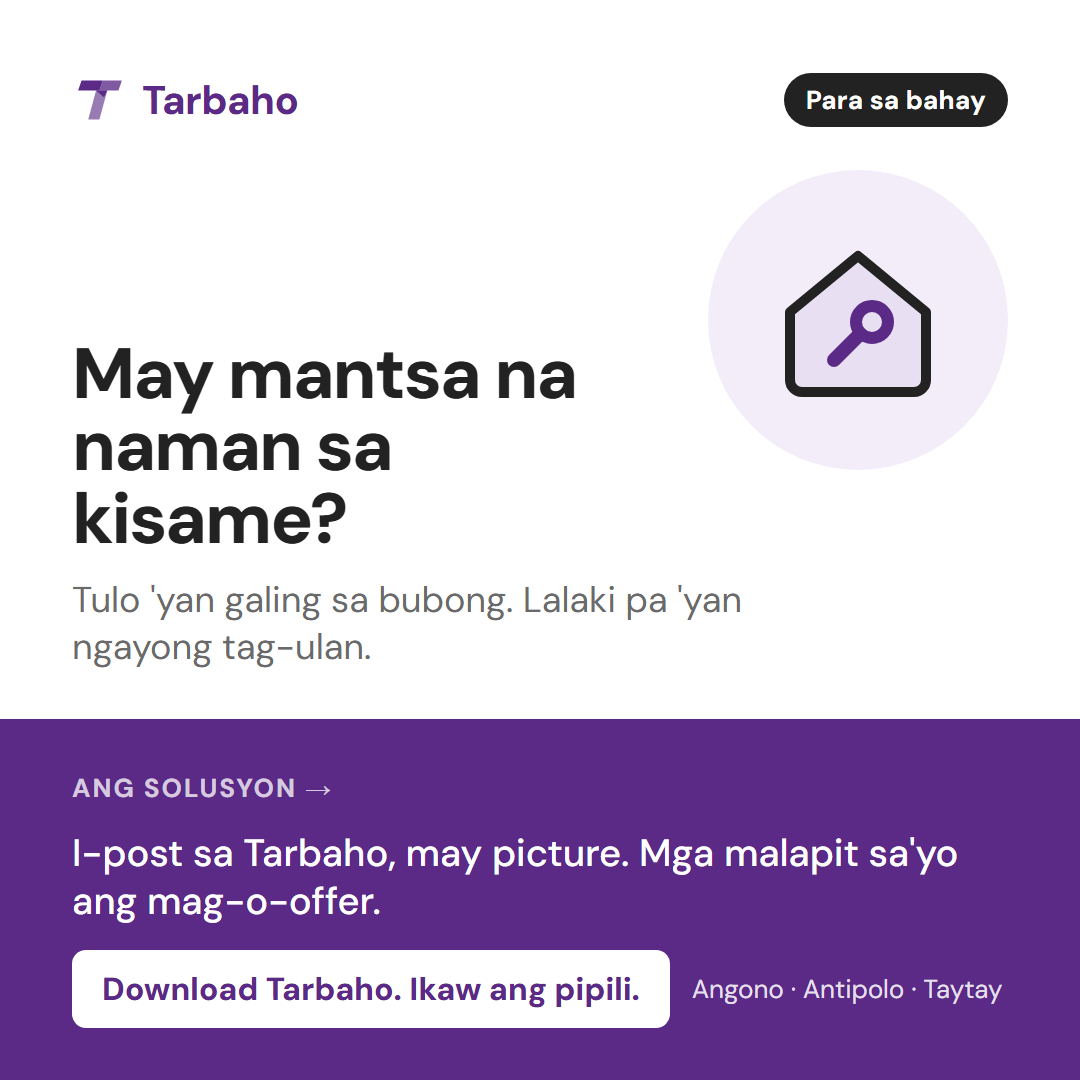 Tarbaho
Para sa bahay
May mantsa na
naman sa
kisame?
Tulo 'yan galing sa bubong. Lalaki pa 'yan
ngayong tag-ulan.
ANG SOLUSYON →
I-post sa Tarbaho, may picture. Mga malapit sa'yo
ang mag-o-offer.
Download Tarbaho. Ikaw ang pipili.
Angono · Antipolo · Taytay